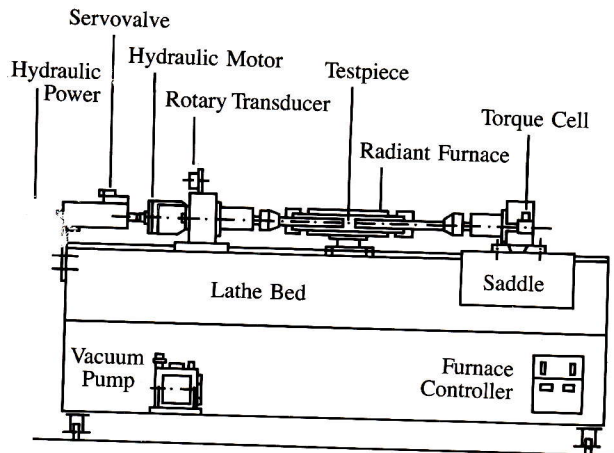 Servovalve
Hydraulic Motor
Hydraulic
Power
Rotary Transducer
Testpiece
Radiant Furnace
Torque Cell
Lathe Bed
Saddle
Vacuum
Pump
Furnace
Controller